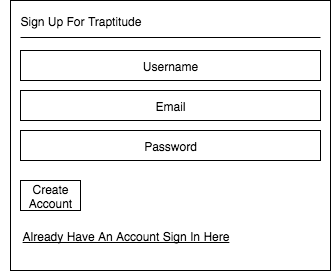 Sign Up For Traptitude
Username
Email
Password
Create
Account
Already Have An Account Sign In Here